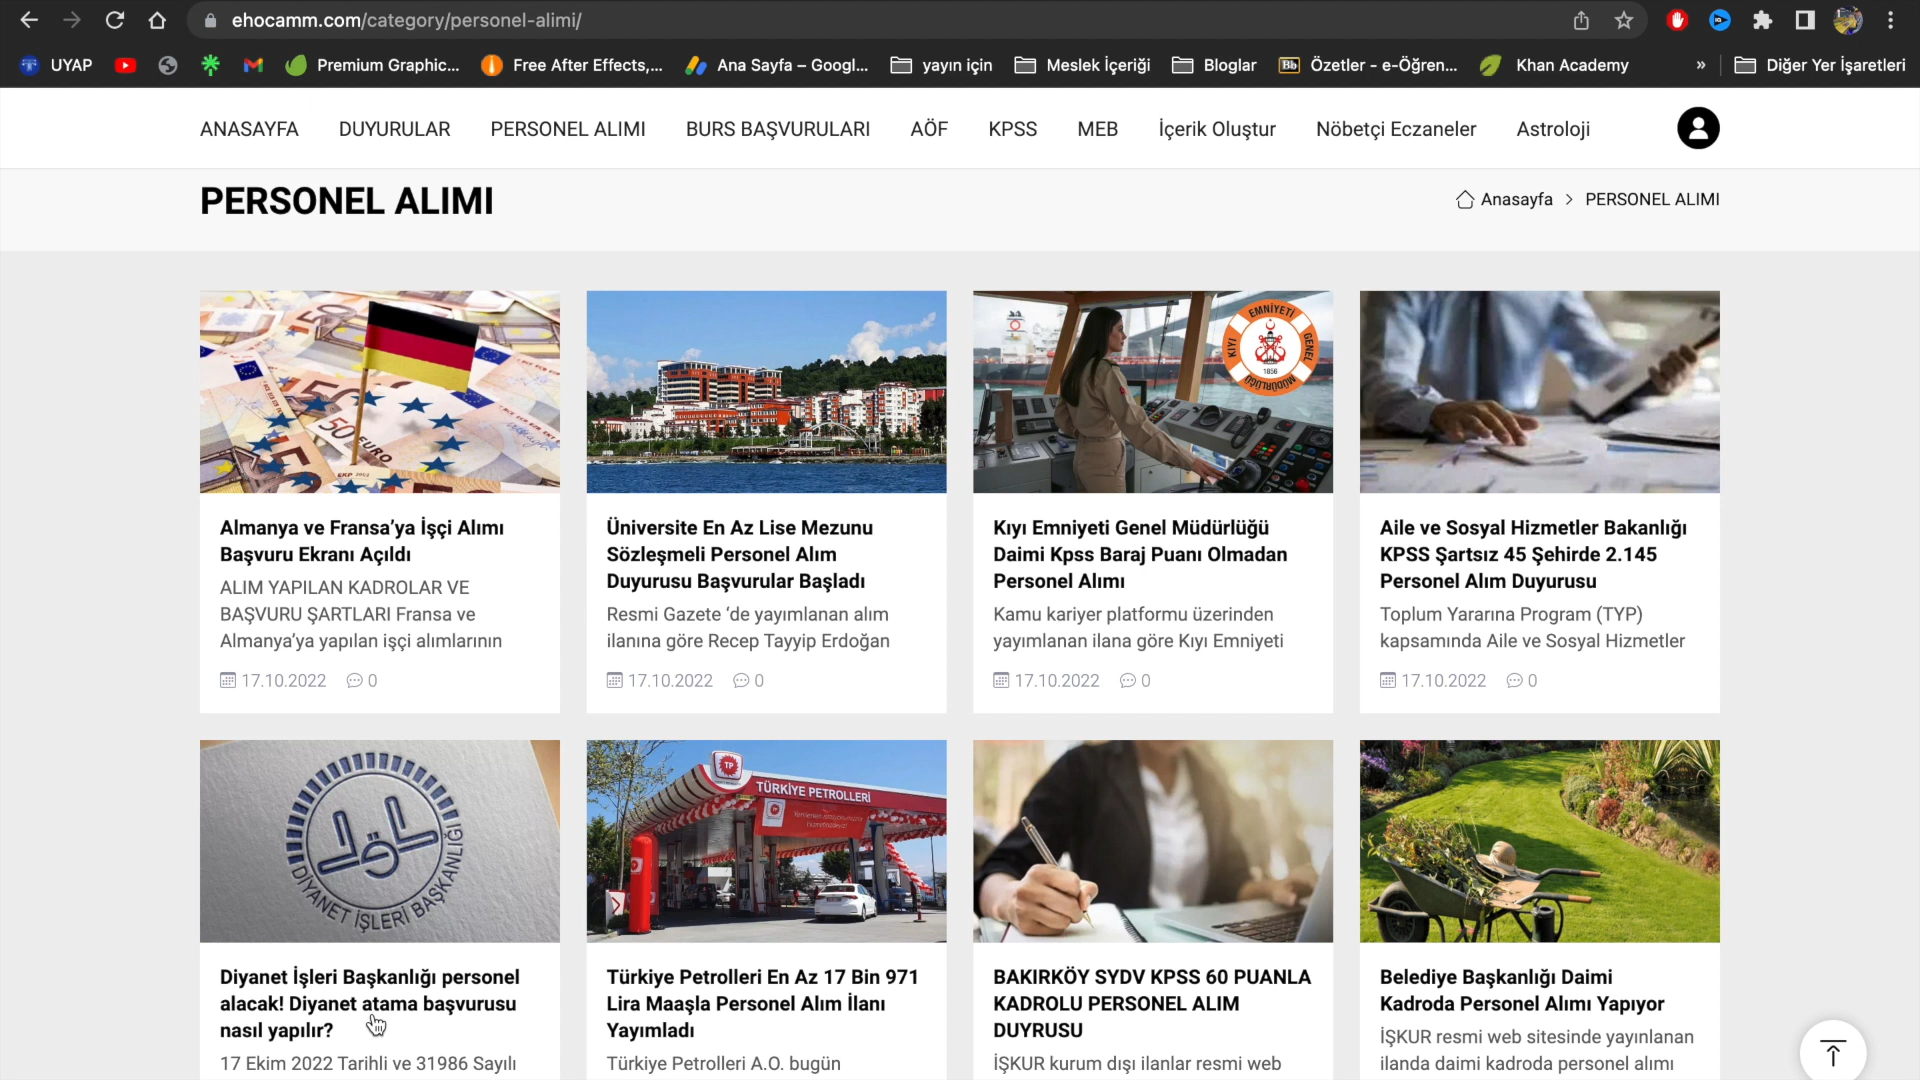 ehocamm.com/category/personel-alimi/
UYAP
Premium Graphic...
Free After Effects,...
Ana Sayfa – Googl...
yayın için
Meslek İçeriği
Bloglar
Bb
Özetler - e-Öğren...
Khan Academy
»
Diğer Yer İşaretleri
ANASAYFA
DUYURULAR
PERSONEL ALIMI
BURS BAŞVURULARI
AÖF
KPSS
MEB
İçerik Oluştur
Nöbetçi Eczaneler
Astroloji
PERSONEL ALIMI
Anasayfa > PERSONEL ALIMI
50
EURO
KIYI EMNİYETİ GENEL MÜDÜRLÜĞÜ
1856
Almanya ve Fransa’ya İşçi Alımı
Başvuru Ekranı Açıldı
ALIM YAPILAN KADROLAR VE
BAŞVURU ŞARTLARI Fransa ve
Almanya’ya yapılan işçi alımlarının
17.10.2022 0
Üniversite En Az Lise Mezunu
Sözleşmeli Personel Alım
Duyurusu Başvurular Başladı
Resmi Gazete ‘de yayımlanan alım
ilanına göre Recep Tayyip Erdoğan
17.10.2022 0
Kıyı Emniyeti Genel Müdürlüğü
Daimi Kpss Baraj Puanı Olmadan
Personel Alımı
Kamu kariyer platformu üzerinden
yayımlanan ilana göre Kıyı Emniyeti
17.10.2022 0
Aile ve Sosyal Hizmetler Bakanlığı
KPSS Şartsız 45 Şehirde 2.145
Personel Alım Duyurusu
Toplum Yararına Program (TYP)
kapsamında Aile ve Sosyal Hizmetler
17.10.2022 0
DİYANET İŞLERİ BAŞKANLIĞI
TP
TÜRKİYE PETROLLERİ
Diyanet İşleri Başkanlığı personel
alacak! Diyanet atama başvurusu
nasıl yapılır?
17 Ekim 2022 Tarihli ve 31986 Sayılı
Türkiye Petrolleri En Az 17 Bin 971
Lira Maaşla Personel Alım İlanı
Yayımladı
Türkiye Petrolleri A.O. bugün
BAKIRKÖY SYDV KPSS 60 PUANLA
KADROLU PERSONEL ALIM
DUYRUSU
İŞKUR kurum dışı ilanlar resmi web
Belediye Başkanlığı Daimi
Kadroda Personel Alımı Yapıyor
İŞKUR resmi web sitesinde yayınlanan
ilanda daimi kadroda personel alımı